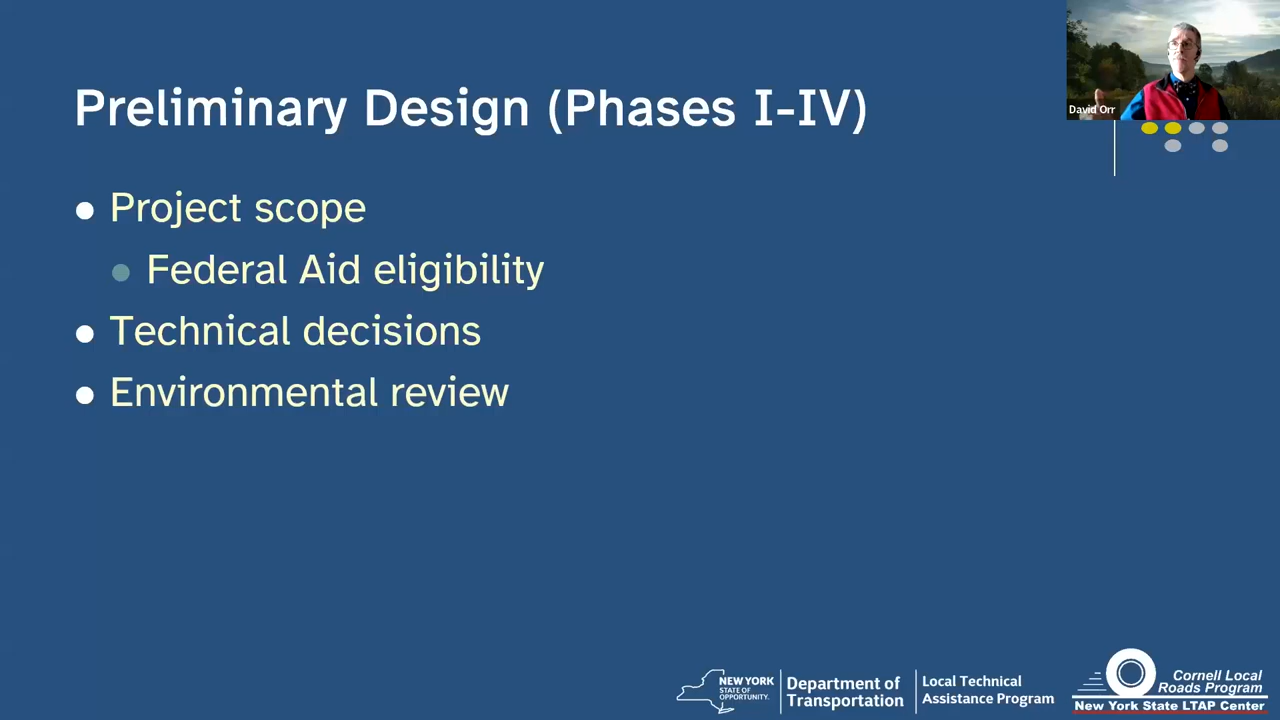 Preliminary Design (Phases I-IV)
David Orr
Project scope
Federal Aid eligibility
Technical decisions
Environmental review
NEW YORK
STATE OF
OPPORTUNITY.
Department of
Transportation
Local Technical
Assistance Program
Cornell Local
Roads Program
New York State LTAP Center